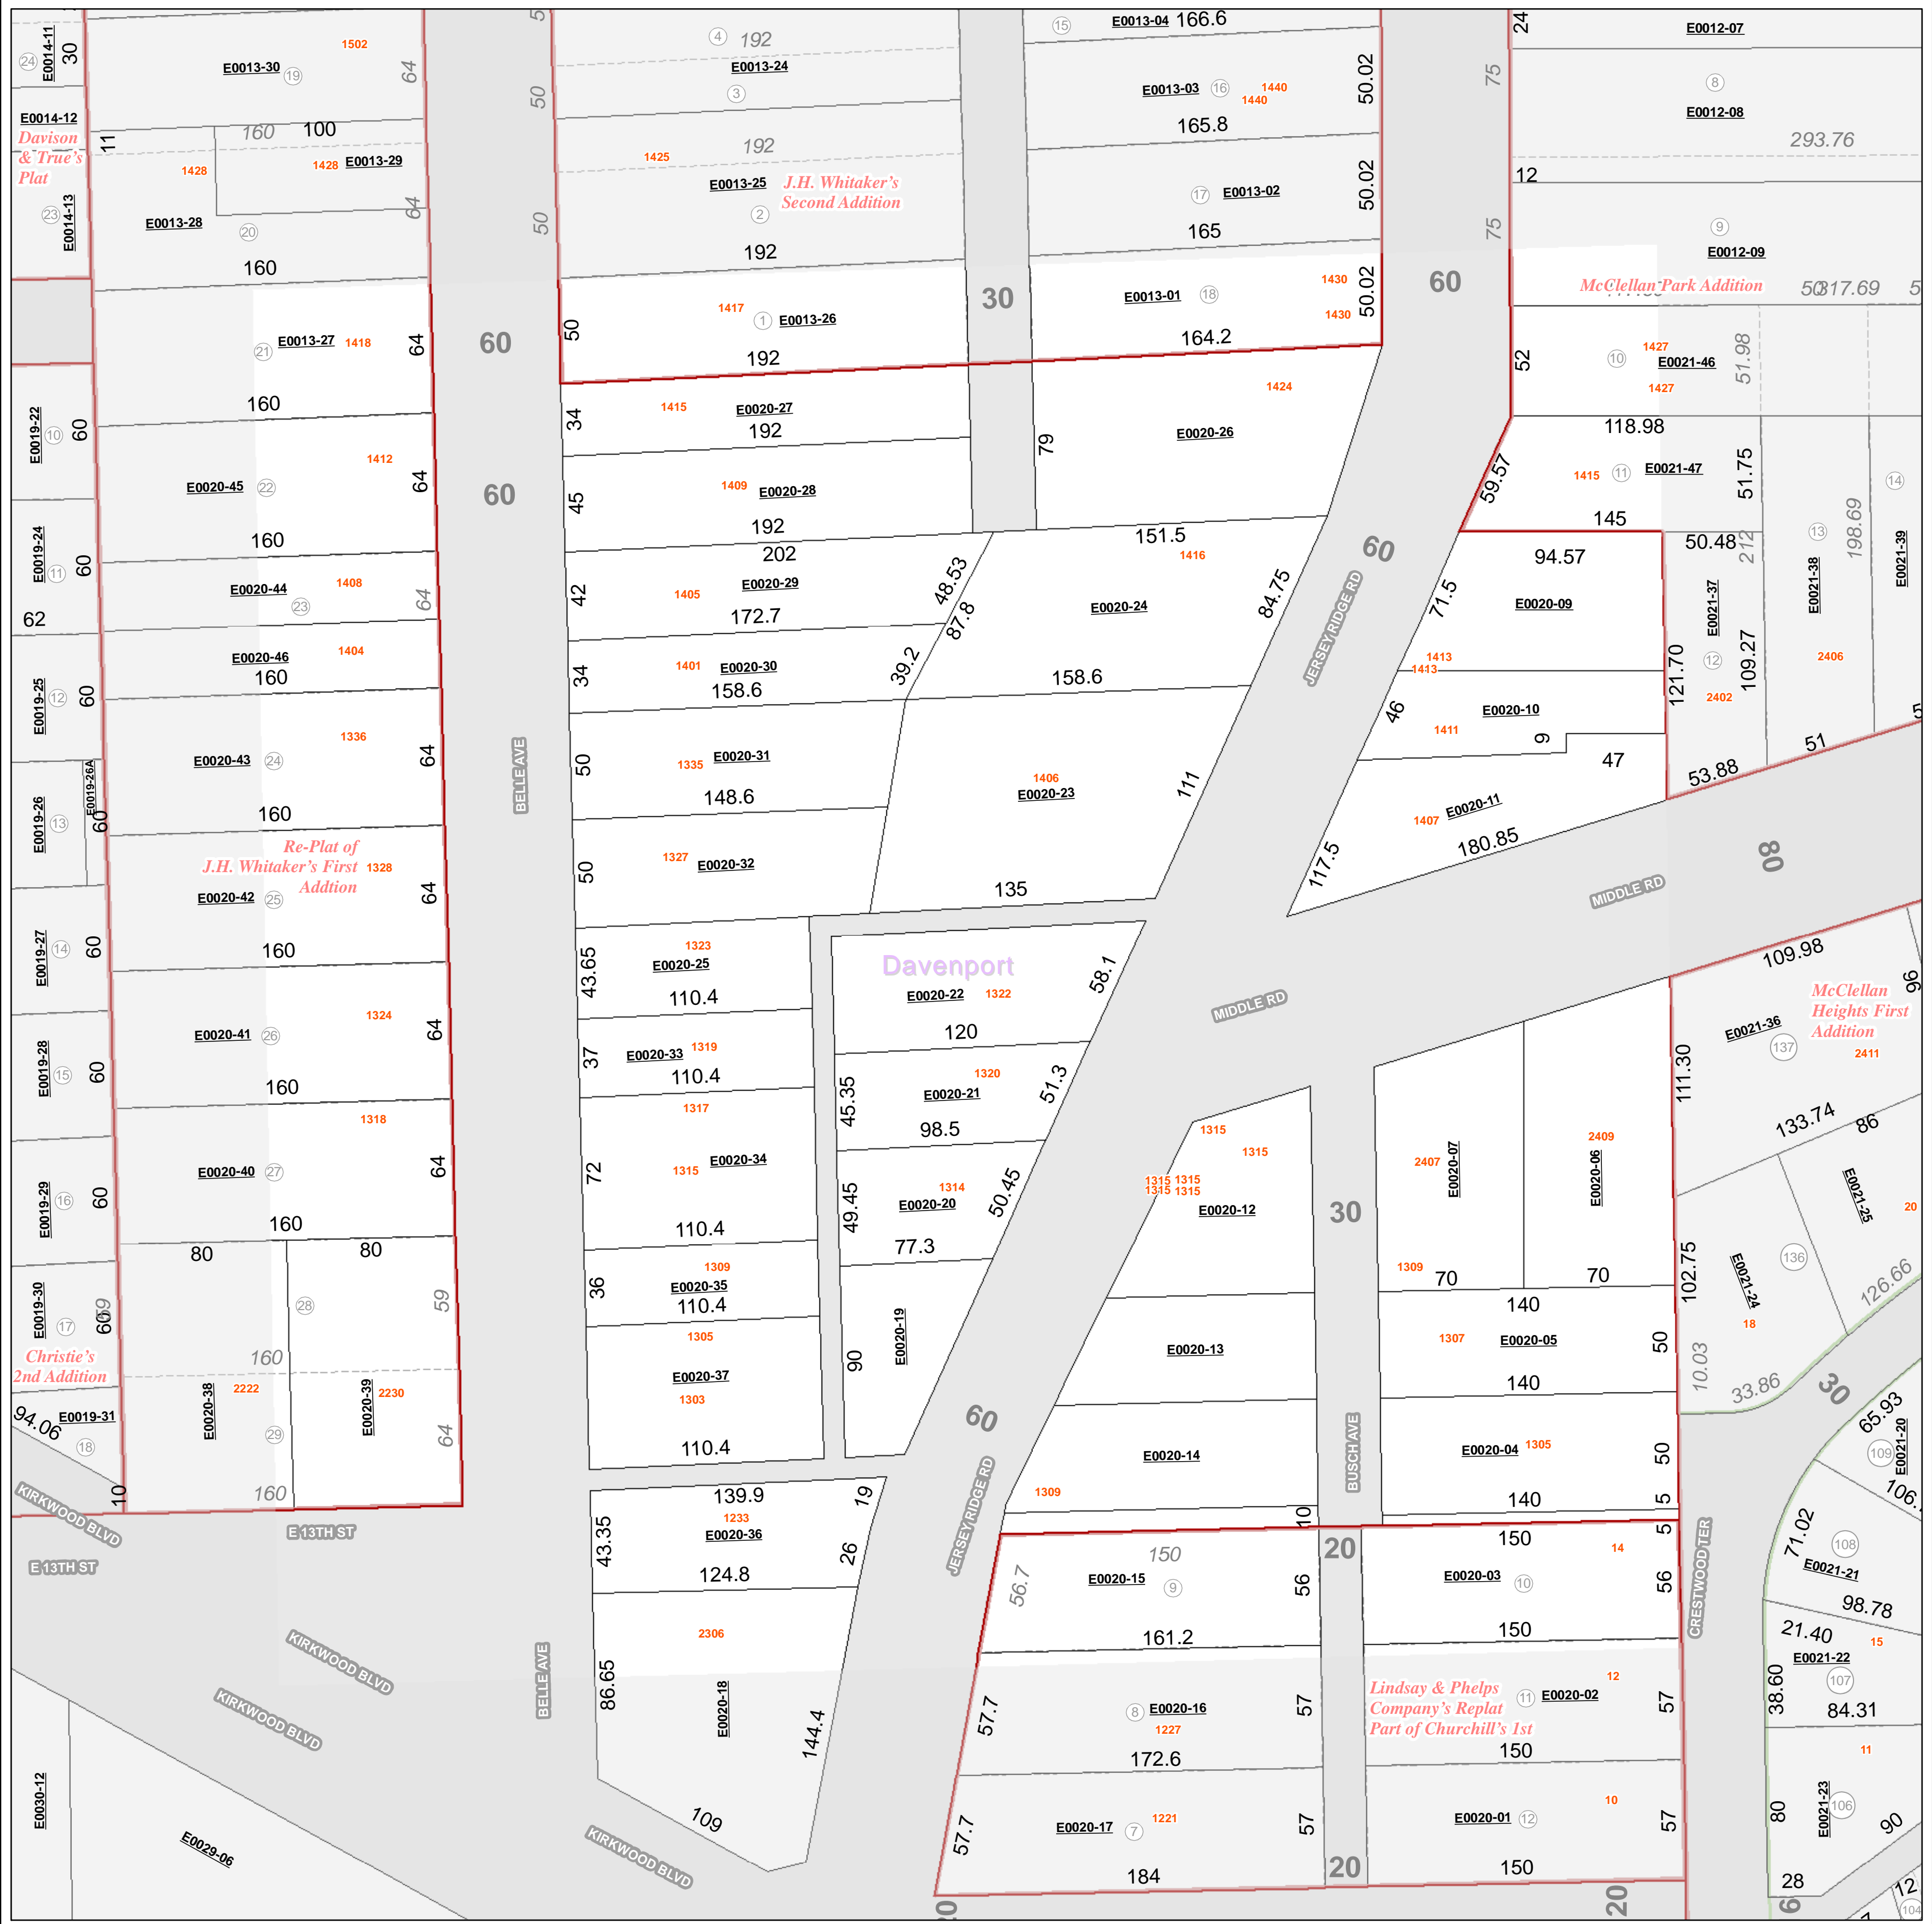 24
E0014-11
30
E0013-30
19
1502
64
50
4
192
E0013-24
3
15
E0013-04
166.6
24
E0012-07
8
E0012-08
293.76
75
50
E0013-03
16
1440
1440
50.02
165.8
E0014-12
Davison
& True's
Plat
11
160
100
1428
1428
E0013-29
E0013-28
20
64
160
23
E0014-13
1425
192
E0013-25
J.H. Whitaker's
Second Addition
2
50
192
17
E0013-02
50.02
165
12
75
9
E0012-09
McClellan Park Addition
317.69
30
E0013-01
18
1430
1430
50.02
164.2
60
1417
1
E0013-26
50
192
60
21
E0013-27
1418
64
160
52
10
1427
E0021-46
1427
51.98
118.98
E0019-22
10
60
34
1415
E0020-27
192
1424
E0020-26
79
59.57
1415
11
E0021-47
51.75
14
145
E0020-45
22
1412
64
160
60
45
1409
E0020-28
192
E0019-24
11
60
62
E0020-44
23
1408
64
202
42
1405
E0020-29
172.7
48.53
87.8
151.5
1416
E0020-24
84.75
158.6
60
JERSEY RIDGE RD
94.57
71.5
E0020-09
1413
1413
50.48
212
E0021-37
12
2402
109.27
13
E0021-38
198.69
2406
E0021-39
E0020-46
1404
160
34
1401
E0020-30
158.6
39.2
121.70
E0019-25
12
60
E0020-43
24
1336
64
160
BELLE AVE
50
1335
E0020-31
148.6
1406
E0020-23
111
135
46
E0020-10
1411
9
47
53.88
51
E0019-26A
E0019-26
13
60
E0020-11
1407
180.85
117.5
80
MIDDLE RD
Re-Plat of
J.H. Whitaker's First
Addtion
1328
E0020-42
25
64
160
50
1327
E0020-32
E0019-27
14
60
43.65
1323
E0020-25
110.4
Davenport
E0020-22
1322
120
58.1
MIDDLE RD
109.98
96
McClellan
Heights First
Addition
E0021-36
137
2411
111.30
133.74
86
E0020-41
26
1324
64
160
E0019-28
15
60
37
E0020-33
1319
110.4
1320
E0020-21
45.35
98.5
51.3
1318
E0020-40
27
64
160
E0019-29
16
60
72
1317
1315
E0020-34
110.4
1314
E0020-20
49.45
77.3
50.45
1315
1315
1315
1315
1315
1315
E0020-12
30
2407
E0020-07
1309
70
2409
E0020-06
70
102.75
E0021-25
20
136
E0021-24
18
126.66
80
80
28
59
E0019-30
17
60
59
Christie's
2nd Addition
36
1309
E0020-35
110.4
1305
E0020-37
1303
110.4
90
E0020-19
E0020-13
140
1307
E0020-05
50
140
10.03
33.86
30
160
2222
E0020-38
29
160
E0020-39
2230
64
E0019-31
94.06
18
10
KIRKWOOD BLVD
E 13TH ST
E 13TH ST
60
JERSEY RIDGE RD
E0020-14
1309
10
BUSCH AVE
E0020-04
1305
50
140
5
65.93
109
E0021-20
71.02
108
E0021-21
98.78
139.9
19
1233
E0020-36
43.35
26
124.8
2306
86.65
E0020-18
144.4
109
56.7
150
E0020-15
9
56
161.2
20
150
14
5
E0020-03
10
56
150
CRESTWOOD TER
21.40
15
E0021-22
107
38.60
84.31
KIRKWOOD BLVD
KIRKWOOD BLVD
KIRKWOOD BLVD
BELLE AVE
57.7
8
E0020-16
1227
57
172.6
Lindsay & Phelps
Company's Replat
Part of Churchill's 1st
12
11
E0020-02
57
150
11
E0021-23
106
80
90
28
E0030-12
E0029-06
57.7
E0020-17
7
1221
57
184
20
10
E0020-01
12
57
150
20
12
104